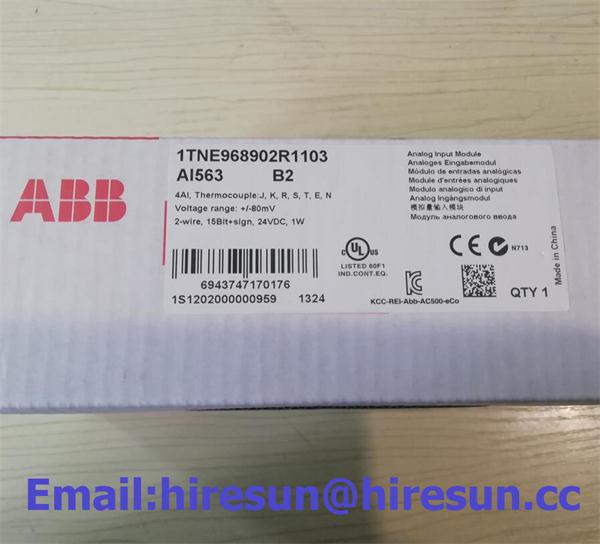 ABB
1TNE968902R1103
AI563 B2
4AI, Thermocouple:J, K, R, S, T, E, N
Voltage range: +/-80mV
2-wire, 15Bit+sign, 24VDC, 1W
6943747170176
1S1202000000959 1324
Analog Input Module
Analoges Eingabemodul
Módulo de entradas analógicas
Module d'entrées analogiques
Modulo analogico di input
Analog Ingångsmodul
模拟量输入模块
Модуль аналогового ввода
UL
LISTED 80F1
IND.CONT.EQ.
CE
N713
KCC-REI-Abb-AC500-eCo
QTY 1
Made in China
Email:hiresun@hiresun.cc